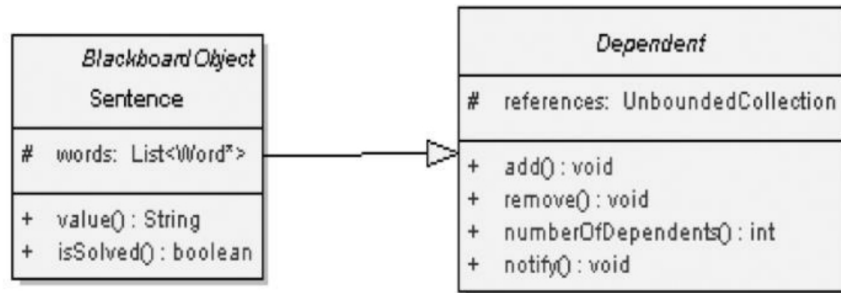 Blackboard Object
Sentence
# words: List<Word*>
+ value() : String
+ isSolved() : boolean
Dependent
# references: UnboundedCollection
+ add() : void
+ remove() : void
+ numberOfDependents() : int
+ notify() : void